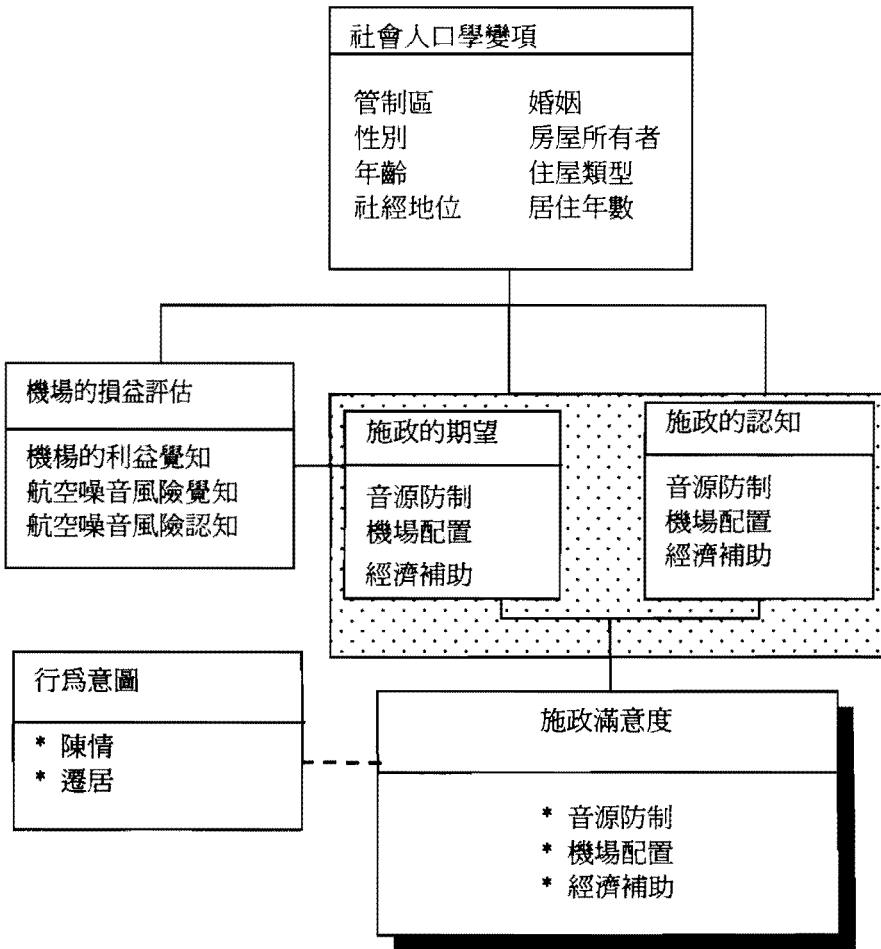 社會人口學變項
管制區 婚姻
性別 房屋所有者
年齡 住屋類型
社經地位 居住年數
機場的損益評估
機楊的利益覺知
航空噪音風險覺知
航空噪音風險認知
施政的期望
音源防制
機場配置
經濟補助
施政的認知
音源防制
機場配置
經濟補助
行為意圖
* 陳情
* 遷居
施政滿意度
* 音源防制
* 機場配置
* 經濟補助